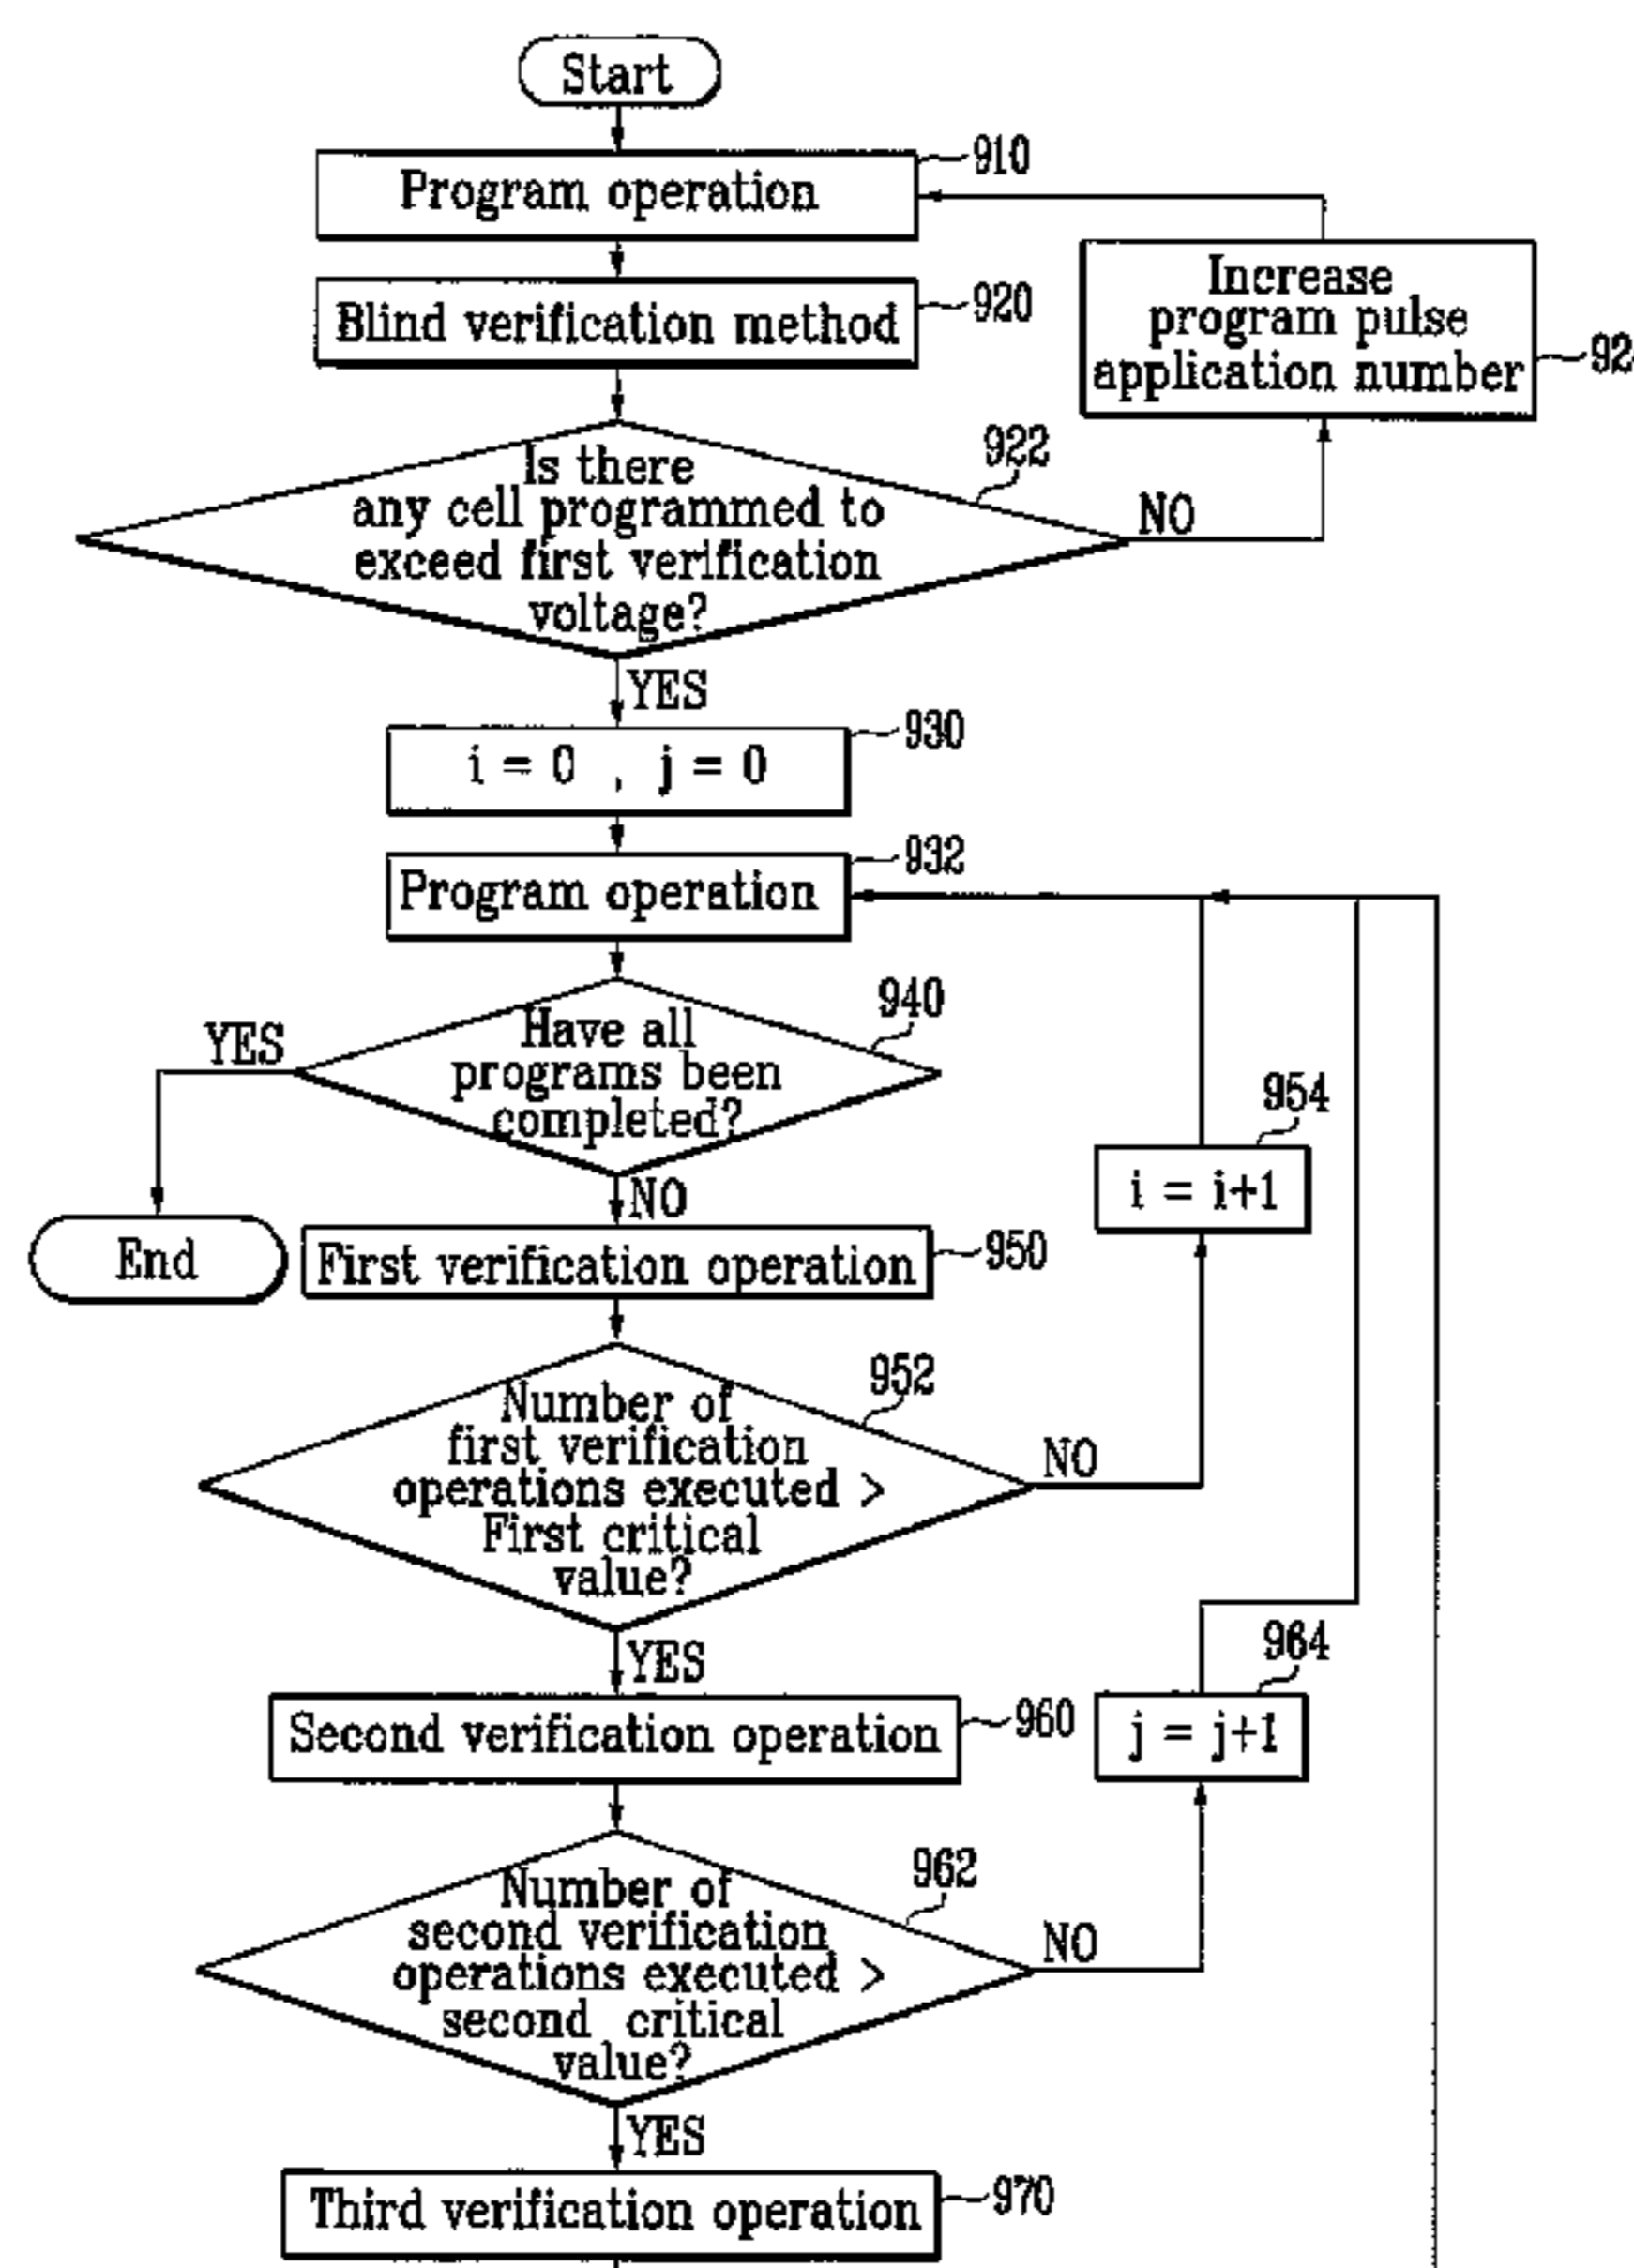 Start
Program operation
910
Blind verification method
920
Increase
program pulse
application number
92
Is there
any cell programmed to
exceed first verification
voltage?
922
NO
YES
i = 0 , j = 0
930
Program operation
932
Have all
programs been
completed?
940
YES
NO
End
First verification operation
950
i = i+1
954
Number of
first verification
operations executed >
First critical
value?
952
NO
YES
Second verification operation
960
j = j+1
964
Number of
second verification
operations executed >
second critical
value?
962
NO
YES
Third verification operation
970